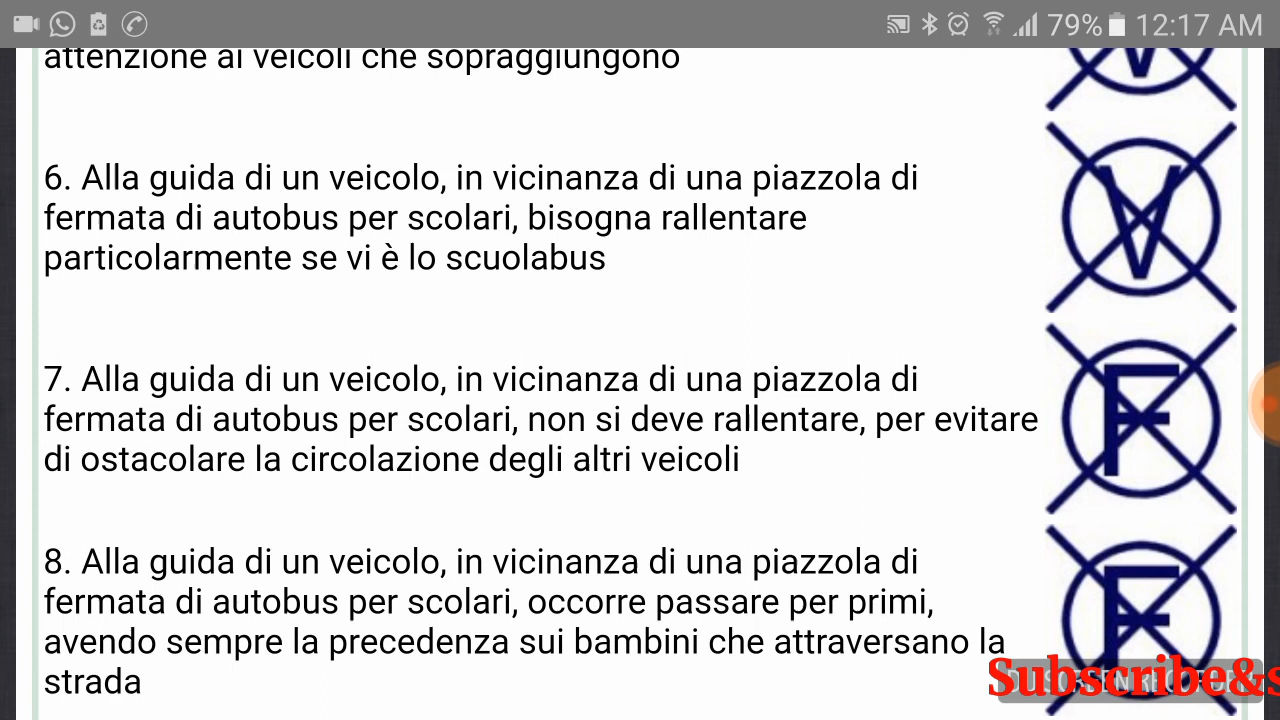 79% 12:17 AM
attenzione ai veicoli che sopraggiungono
V
6. Alla guida di un veicolo, in vicinanza di una piazzola di
fermata di autobus per scolari, bisogna rallentare
particolarmente se vi è lo scuolabus
V
7. Alla guida di un veicolo, in vicinanza di una piazzola di
fermata di autobus per scolari, non si deve rallentare, per evitare
di ostacolare la circolazione degli altri veicoli
F
8. Alla guida di un veicolo, in vicinanza di una piazzola di
fermata di autobus per scolari, occorre passare per primi,
avendo sempre la precedenza sui bambini che attraversano la
strada
F
Subscribe&s